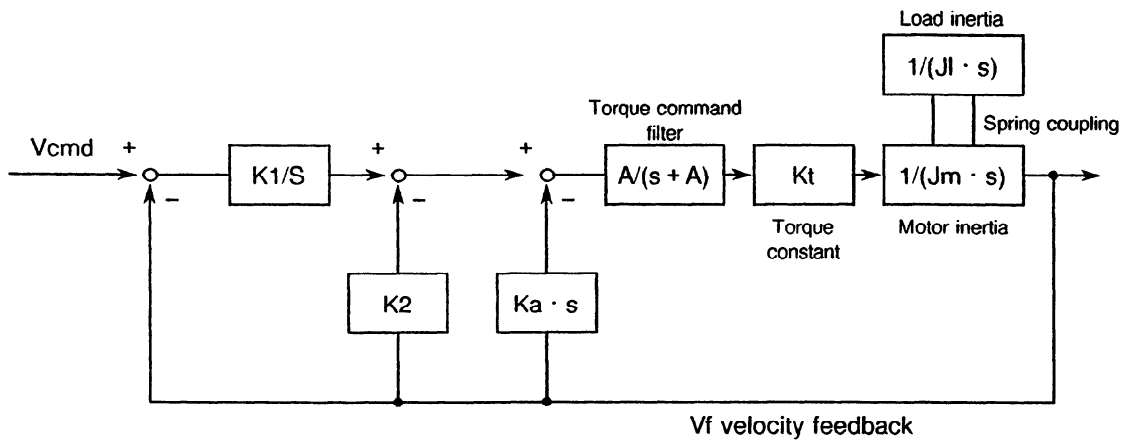 Load inertia
1/(Jl · s)
Spring coupling
Torque command
filter
Vcmd
+
+
+
K1/S
A/(s + A)
Kt
1/(Jm · s)
−
−
−
Torque
constant
Motor inertia
K2
Ka · s
Vf velocity feedback